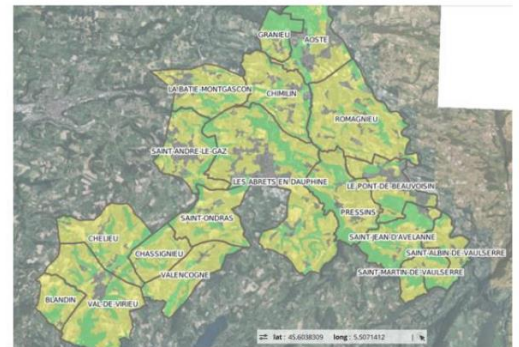 GRANIEU
AOSTE
LA BATIE-MONTGASCON
CHIMILIN
ROMAGNIEU
SAINT-ANDRE-LE-GAZ
LES ABRETS EN DAUPHINE
LE PONT-DE-BEAUVOISIN
SAINT-ONDRAS
PRESSINS
CHELIEU
SAINT-JEAN-D'AVELANNE
CHASSIGNIEU
SAINT-ALBIN-DE-VAULSERRE
VALENCOGNE
SAINT-MARTIN-DE-VAULSERRE
BLANDIN
VAL-DE-VIRIEU
lat : 45.6038309 long : 5.5071412